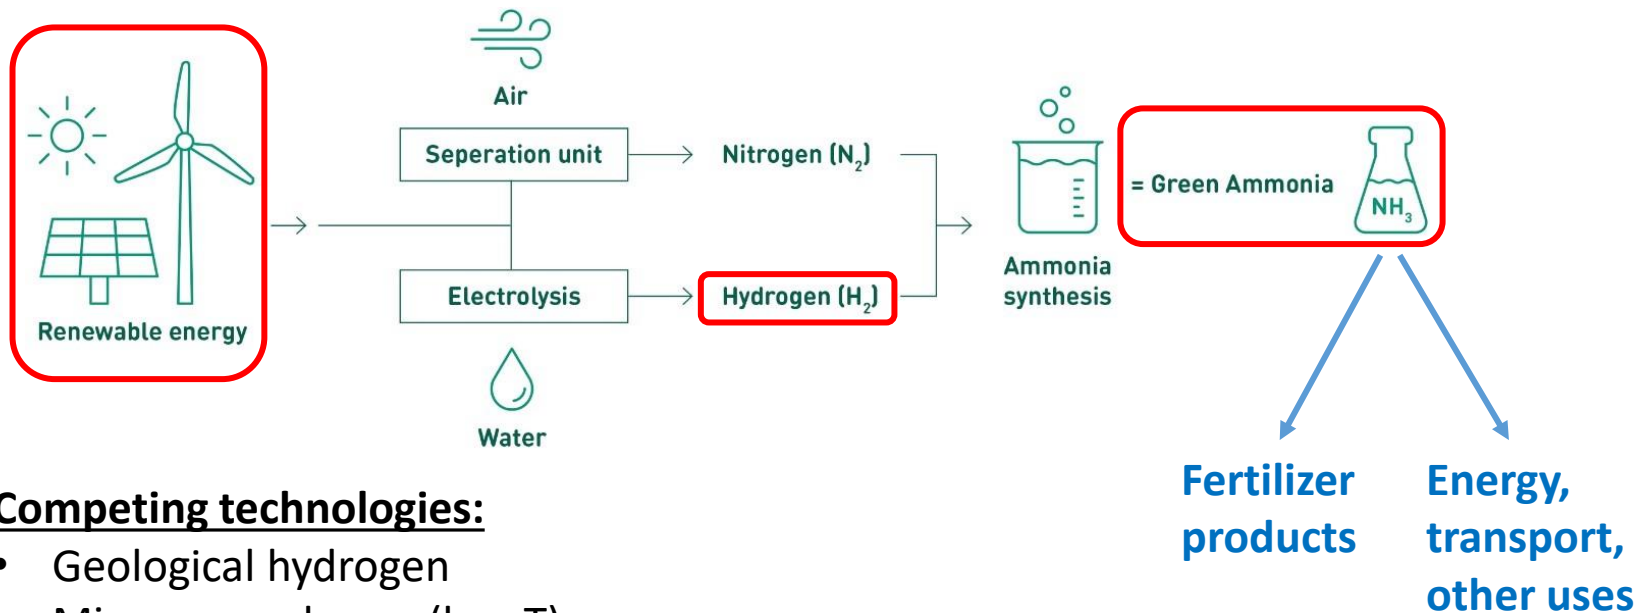 Air
Seperation unit
Nitrogen (N₂)
= Green Ammonia
NH₃
Ammonia
synthesis
Electrolysis
Hydrogen (H₂)
Renewable energy
Water
Fertilizer
products
Energy,
transport,
other uses
Competing technologies:
• Geological hydrogen